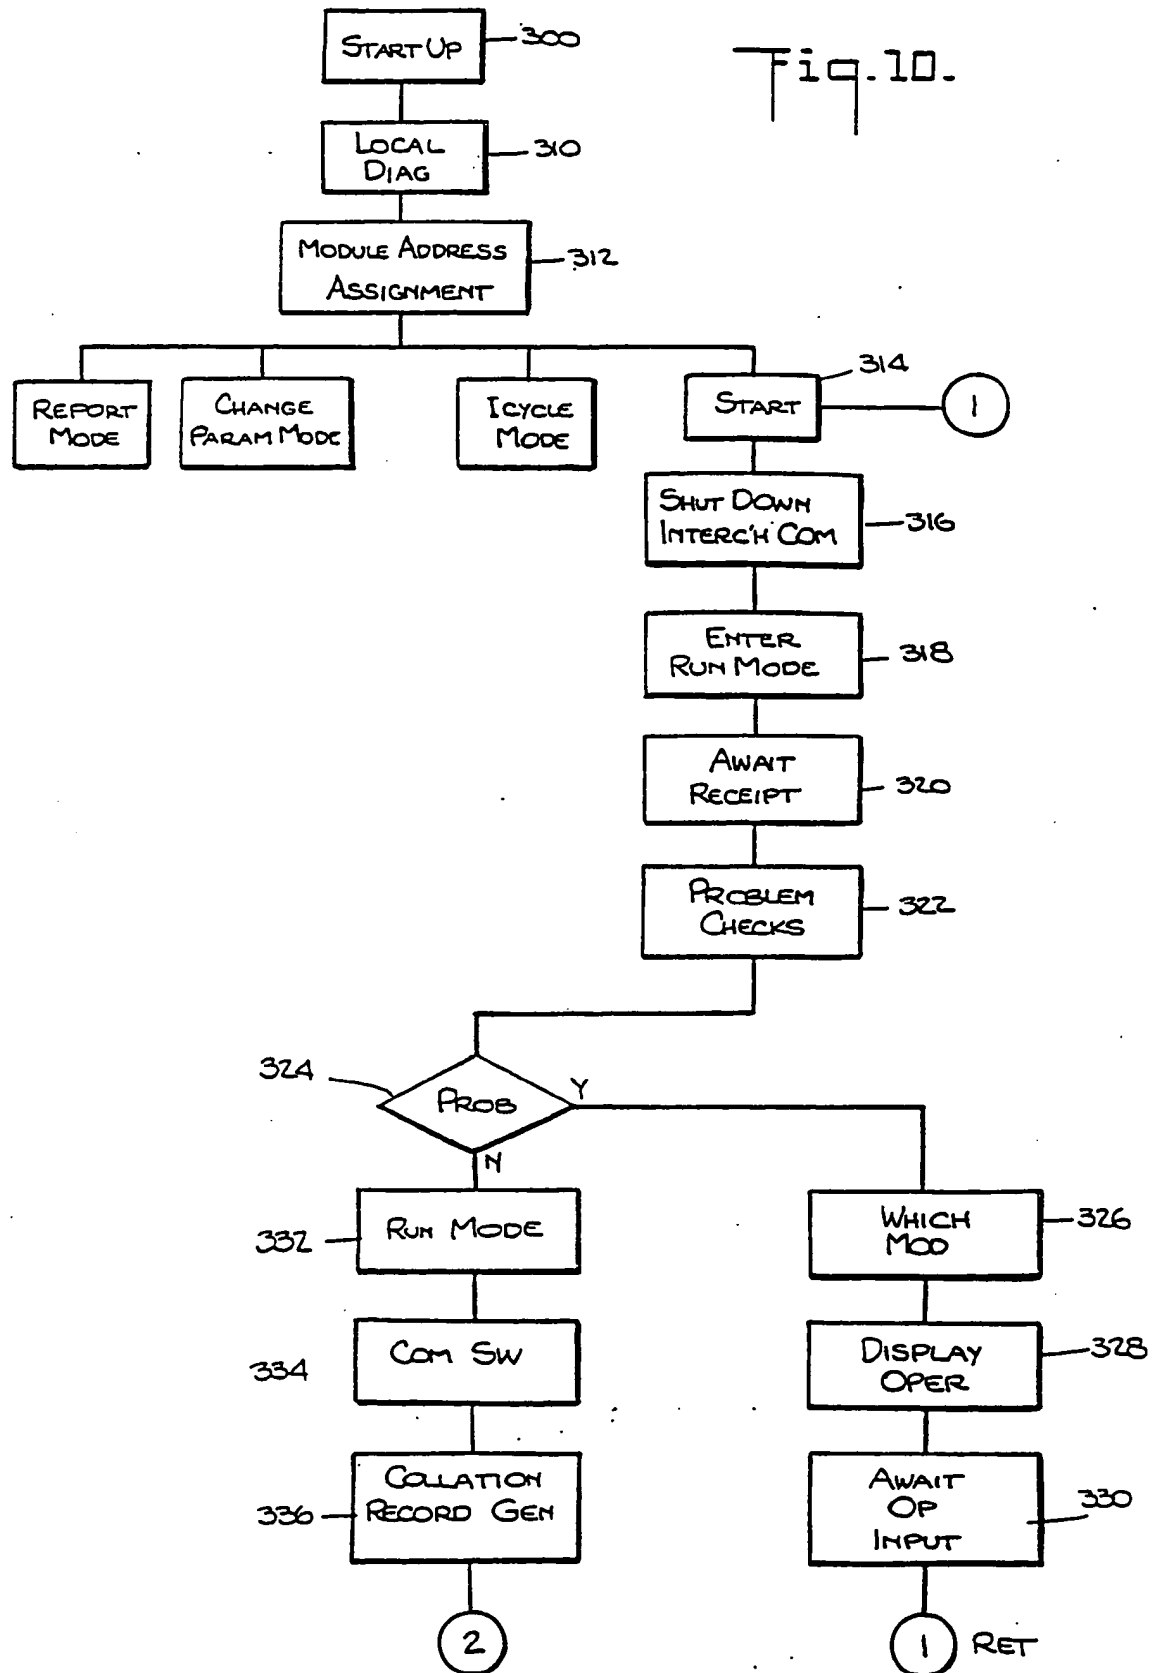 START UP
300
Fig. 10.
LOCAL
DIAG
310
MODULE ADDRESS
ASSIGNMENT
312
REPORT
MODE
CHANGE
PARAM MODE
ICYCLE
MODE
START
314
1
SHUT DOWN
INTERC'H COM
316
ENTER
RUN MODE
318
AWAIT
RECEIPT
320
PROBLEM
CHECKS
322
324
PROB
Y
N
RUN MODE
332
WHICH
MOD
326
COM SW
334
DISPLAY
OPER
328
COLLATION
RECORD GEN
336
AWAIT
OP
INPUT
330
2
1
RET